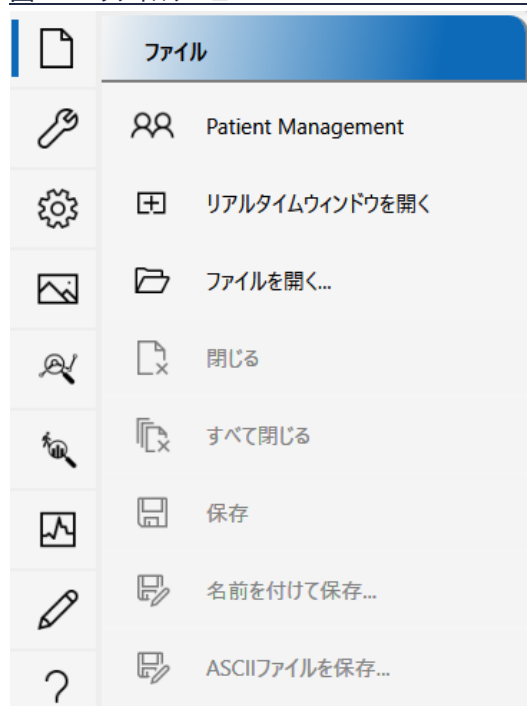 ファイル
Patient Management
リアルタイムウィンドウを開く
ファイルを開く...
閉じる
すべて閉じる
保存
名前を付けて保存...
ASCIIファイルを保存...